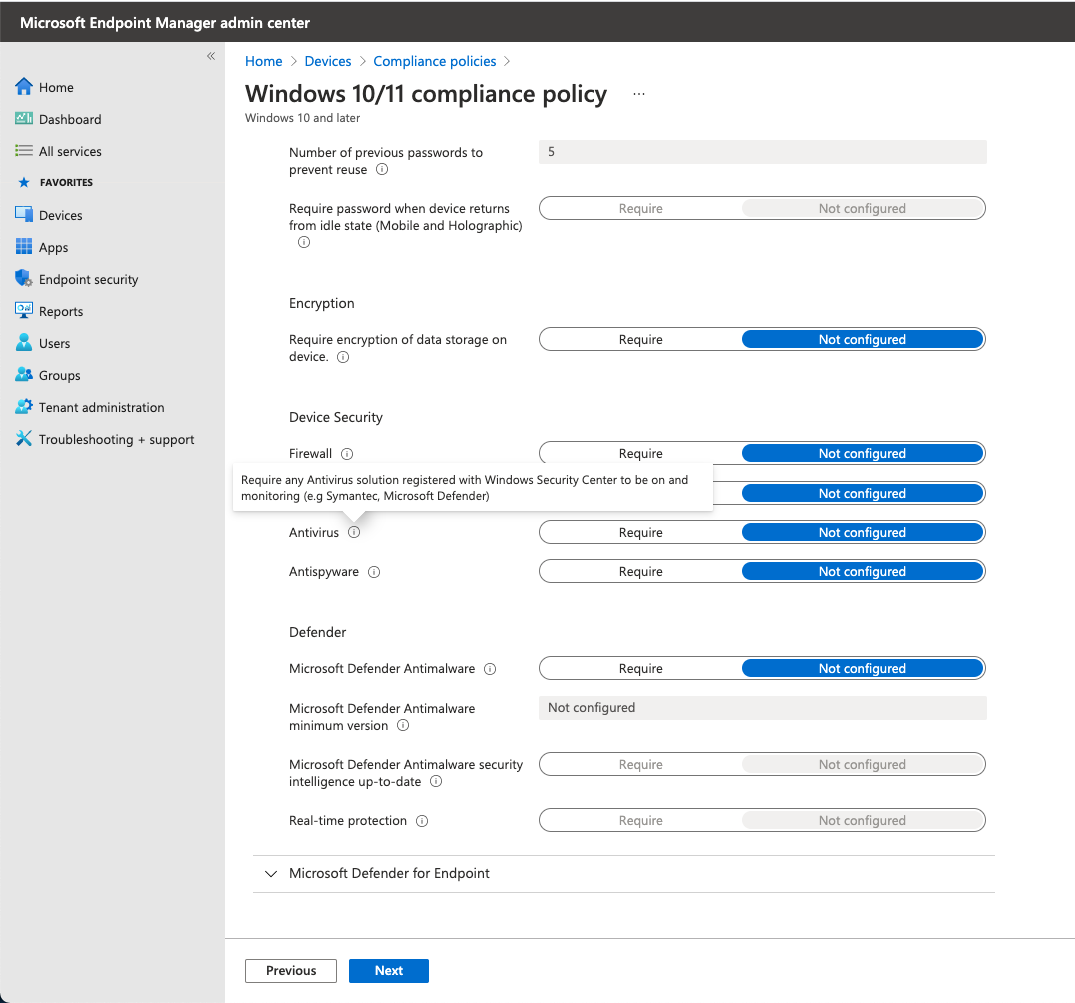 Microsoft Endpoint Manager admin center
«
Home
Dashboard
All services
FAVORITES
Devices
Apps
Endpoint security
Reports
Users
Groups
Tenant administration
Troubleshooting + support
Home > Devices > Compliance policies >
Windows 10/11 compliance policy ...
Windows 10 and later
Number of previous passwords to
prevent reuse
5
Require password when device returns
from idle state (Mobile and Holographic)
Require Not configured
Encryption
Require encryption of data storage on
device.
Require Not configured
Device Security
Firewall
Require Not configured
Require any Antivirus solution registered with Windows Security Center to be on and
monitoring (e.g Symantec, Microsoft Defender)
Not configured
Antivirus
Require Not configured
Antispyware
Require Not configured
Defender
Microsoft Defender Antimalware
Require Not configured
Microsoft Defender Antimalware
minimum version
Not configured
Microsoft Defender Antimalware security
intelligence up-to-date
Require Not configured
Real-time protection
Require Not configured
Microsoft Defender for Endpoint
Previous Next